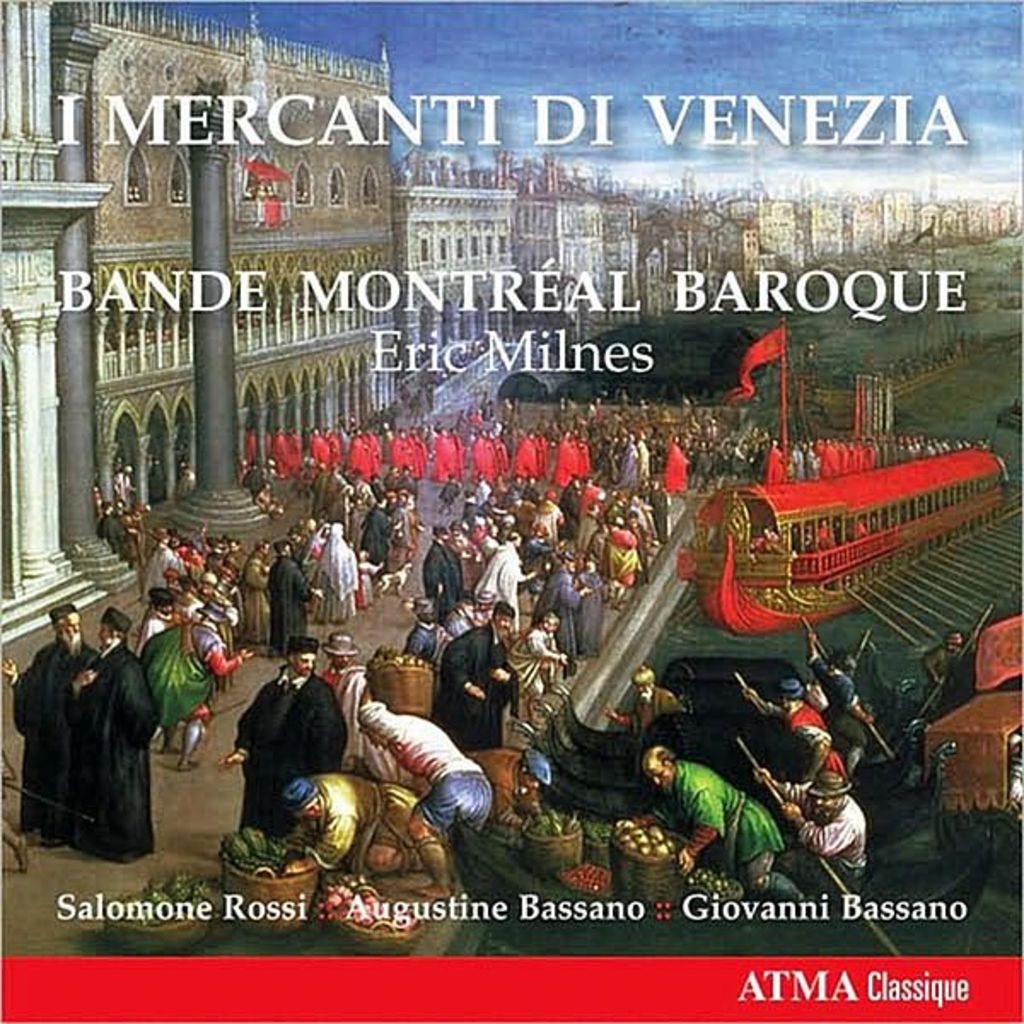 I MERCANTI DI VENEZIA
BANDE MONTRÉAL BAROQUE
Eric Milnes
Salomone Rossi :: Augustine Bassano :: Giovanni Bassano
ATMA Classique